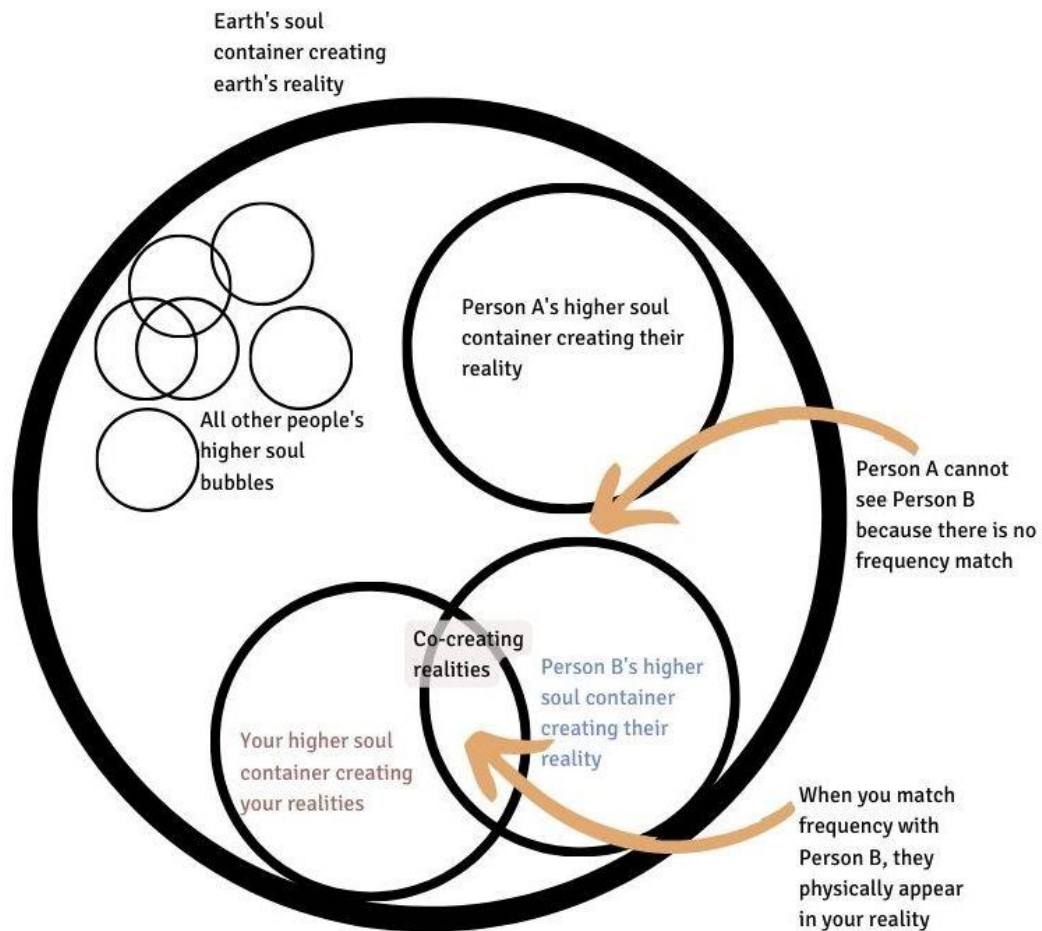 Earth's soul
container creating
earth's reality
Person A's higher soul
container creating their
reality
All other people's
higher soul
bubbles
Person A cannot
see Person B
because there is no
frequency match
Co-creating
realities
Person B's higher
soul container
creating their
reality
Your higher soul
container creating
your realities
When you match
frequency with
Person B, they
physically appear
in your reality